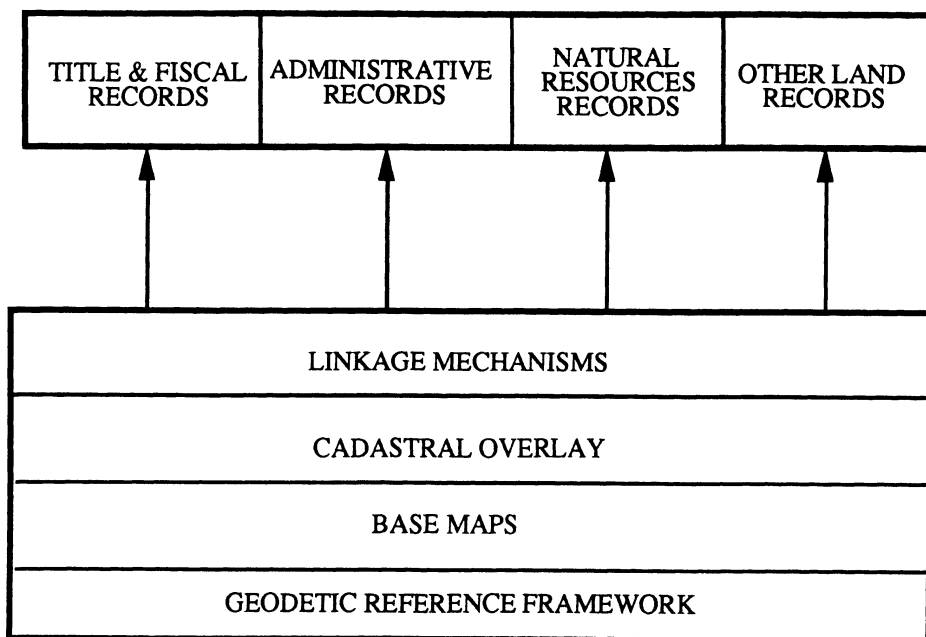 TITLE & FISCAL
RECORDS
ADMINISTRATIVE
RECORDS
NATURAL
RESOURCES
RECORDS
OTHER LAND
RECORDS
LINKAGE MECHANISMS
CADASTRAL OVERLAY
BASE MAPS
GEODETIC REFERENCE FRAMEWORK